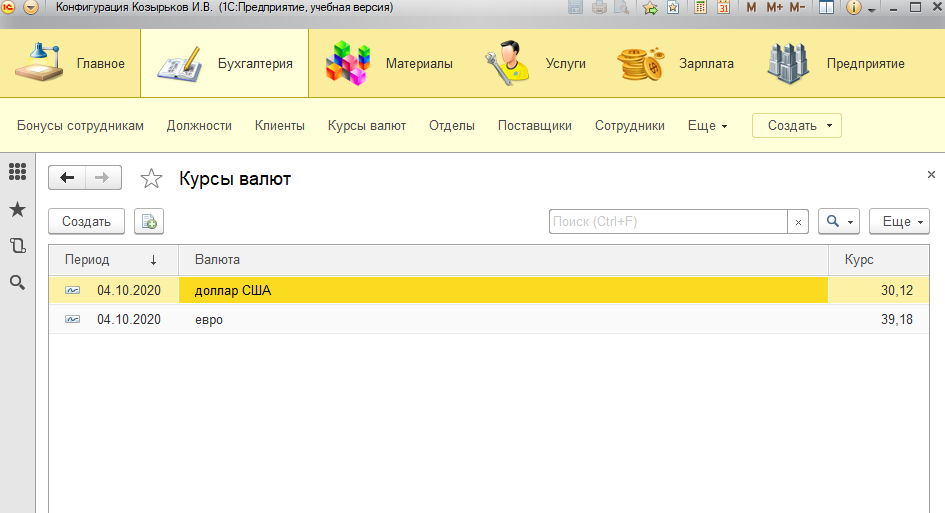 Конфигурация Козырьков И.В. (1С:Предприятие, учебная версия)
M M+ M-
Главное Бухгалтерия Материалы Услуги Зарплата Предприятие
Бонусы сотрудникам Должности Клиенты Курсы валют Отделы Поставщики Сотрудники Еще Создать
Курсы валют
Создать Поиск (Ctrl+F) Еще
Период Валюта Курс
04.10.2020 доллар США 30,12
04.10.2020 евро 39,18